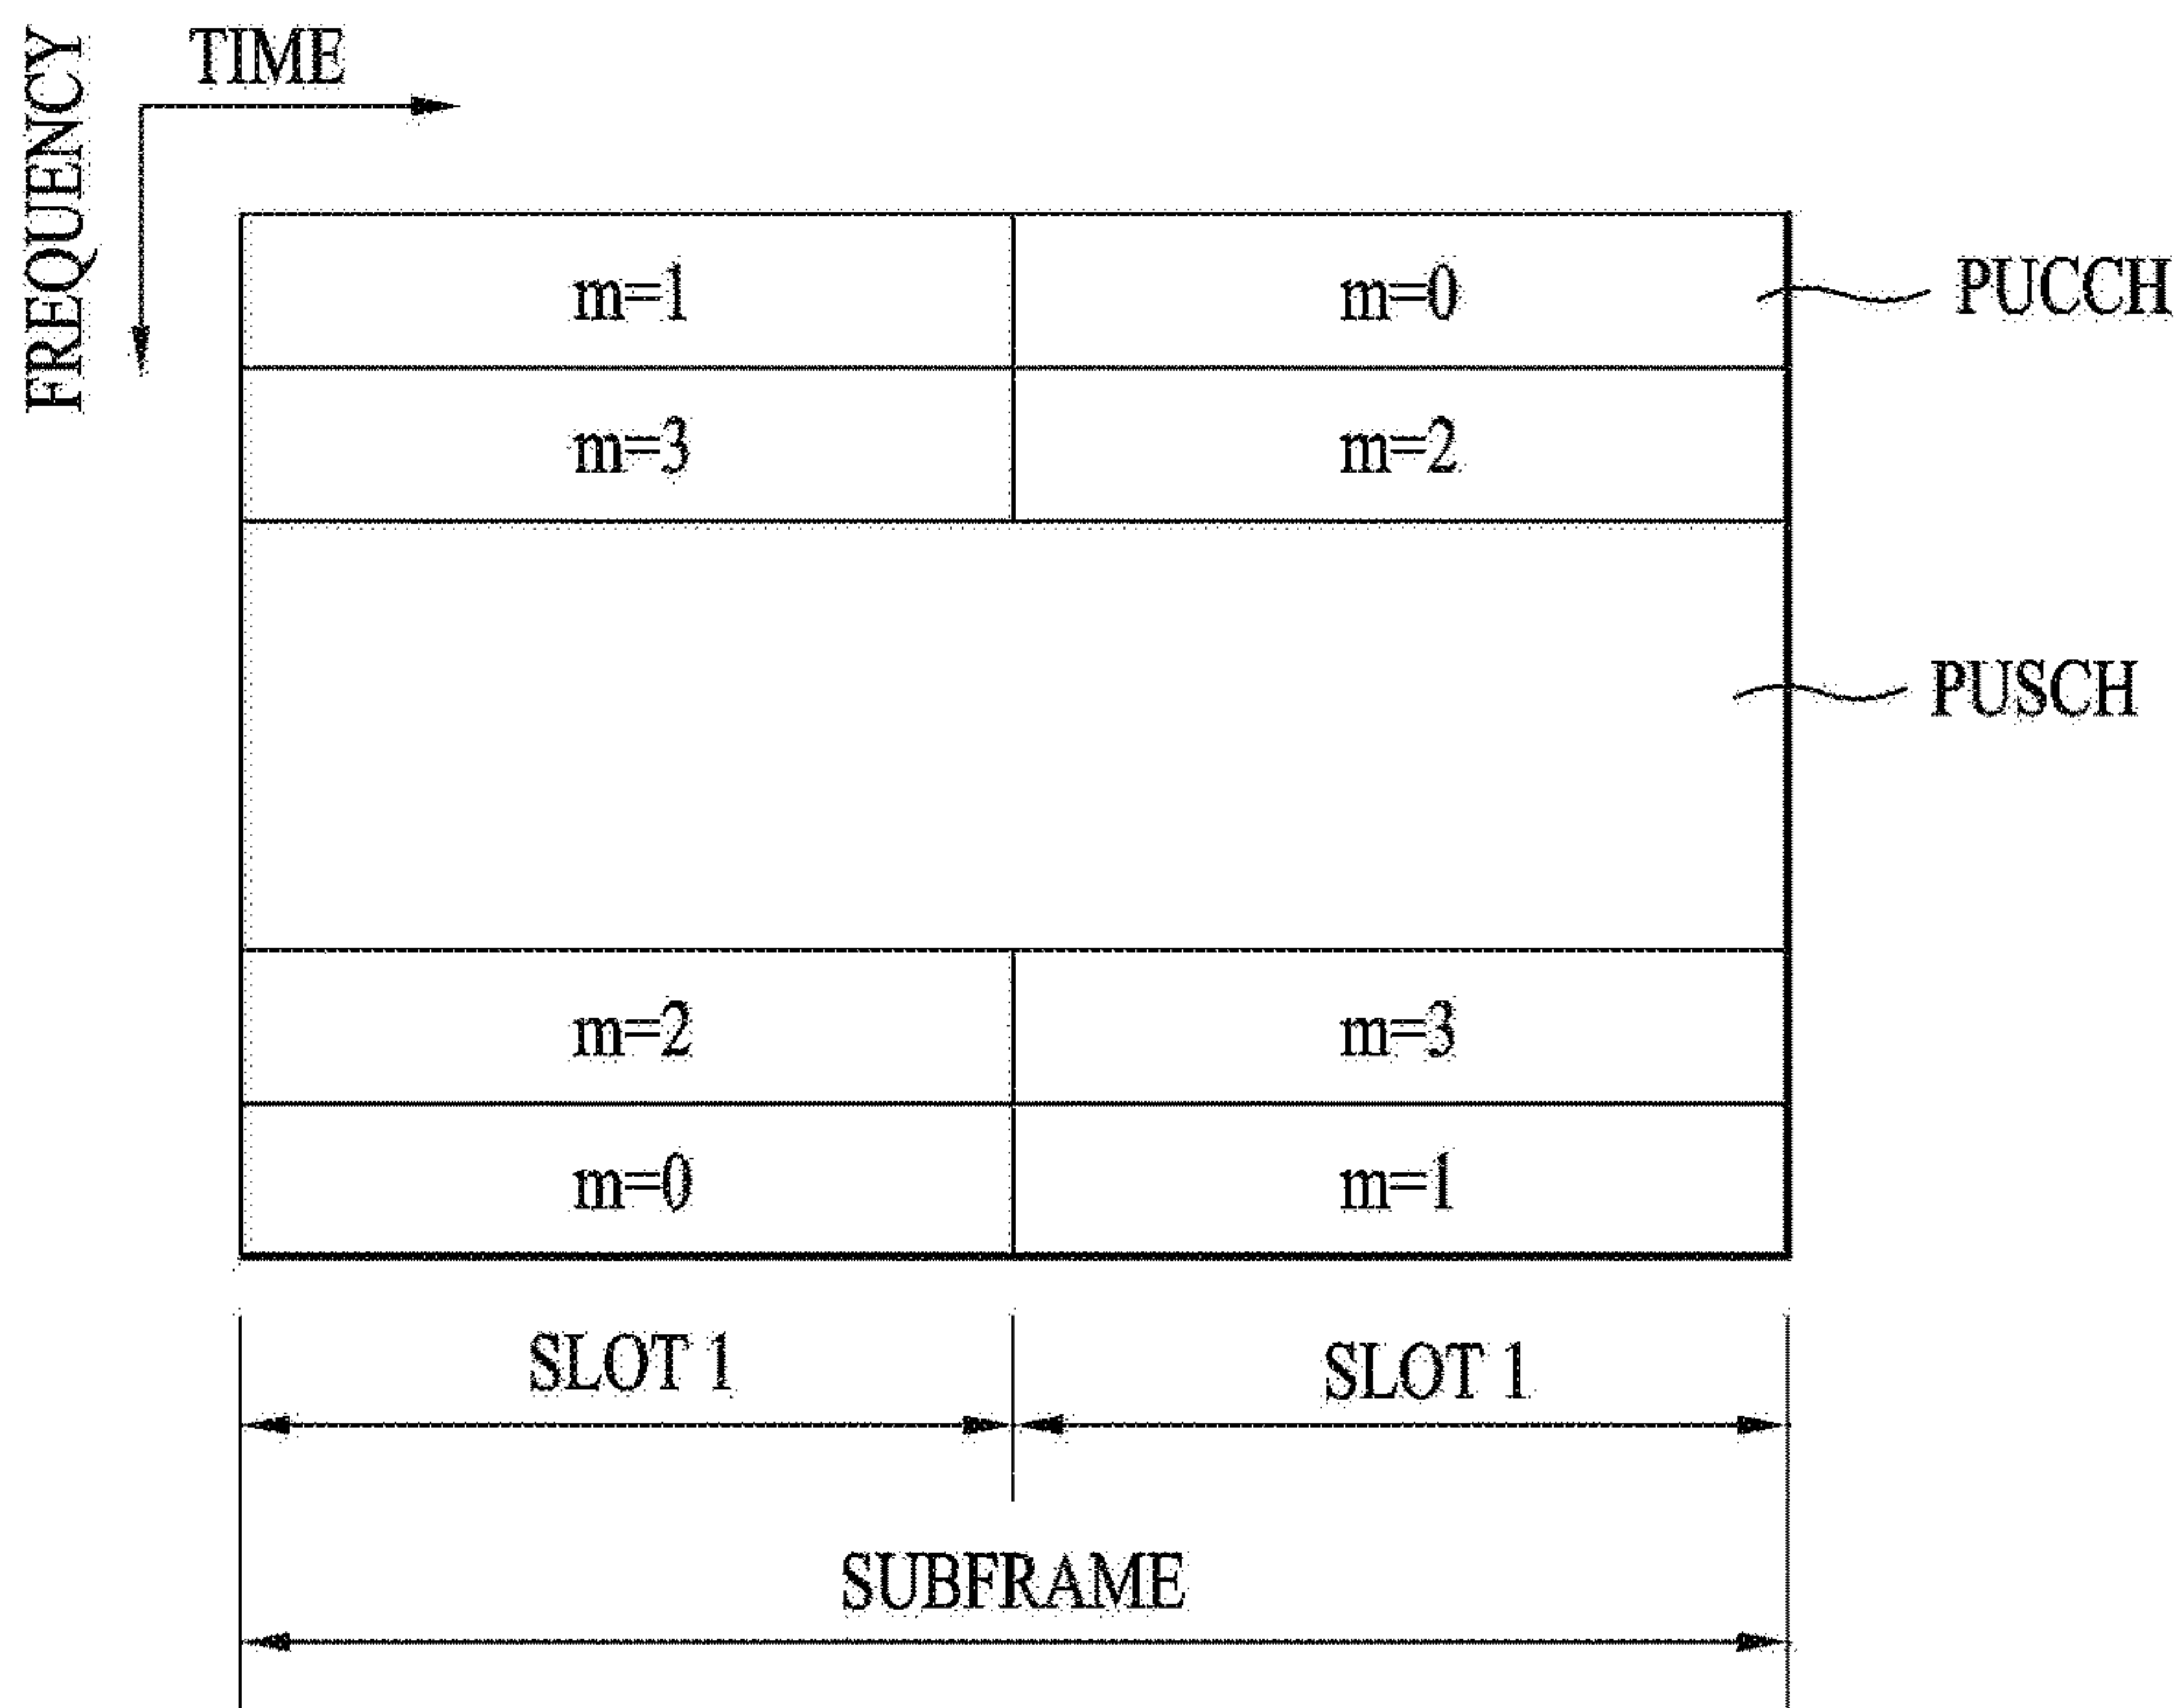 TIME
FREQUENCY
m=1 m=0 PUCCH
m=3 m=2
PUSCH
m=2 m=3
m=0 m=1
SLOT 1 SLOT 1
SUBFRAME